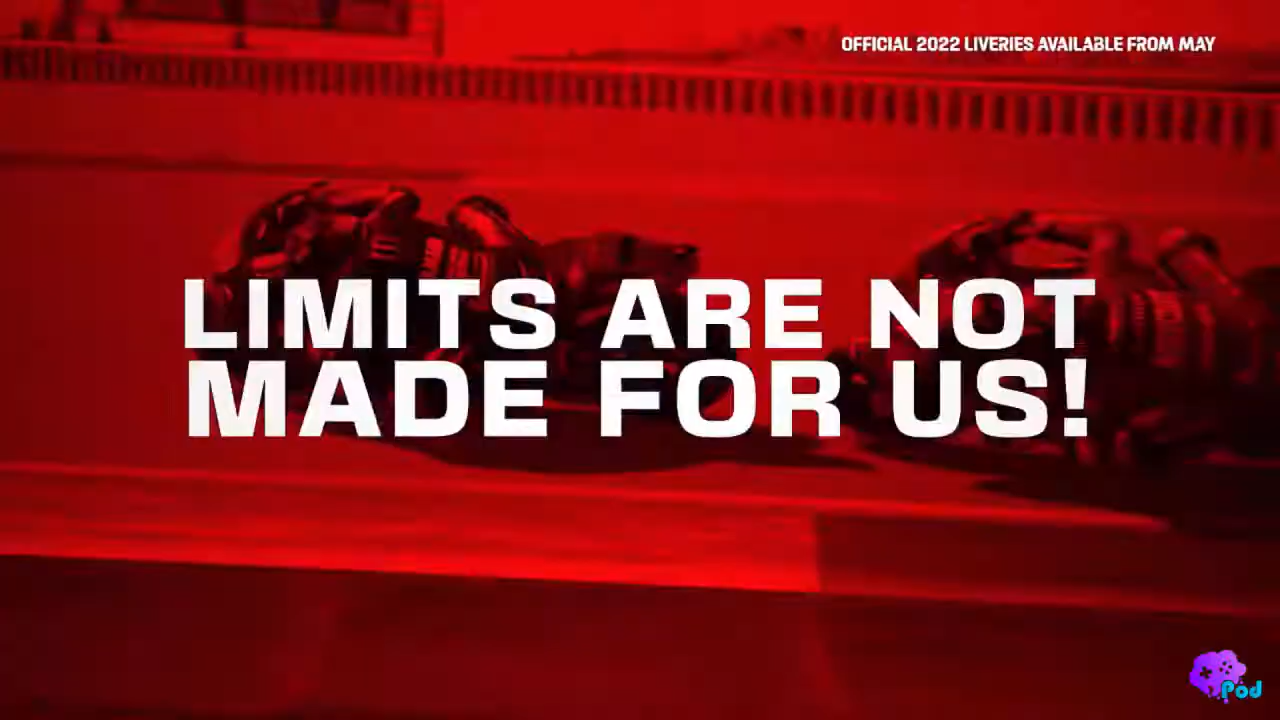 OFFICIAL 2022 LIVERIES AVAILABLE FROM MAY
LIMITS ARE NOT
MADE FOR US!
Pod